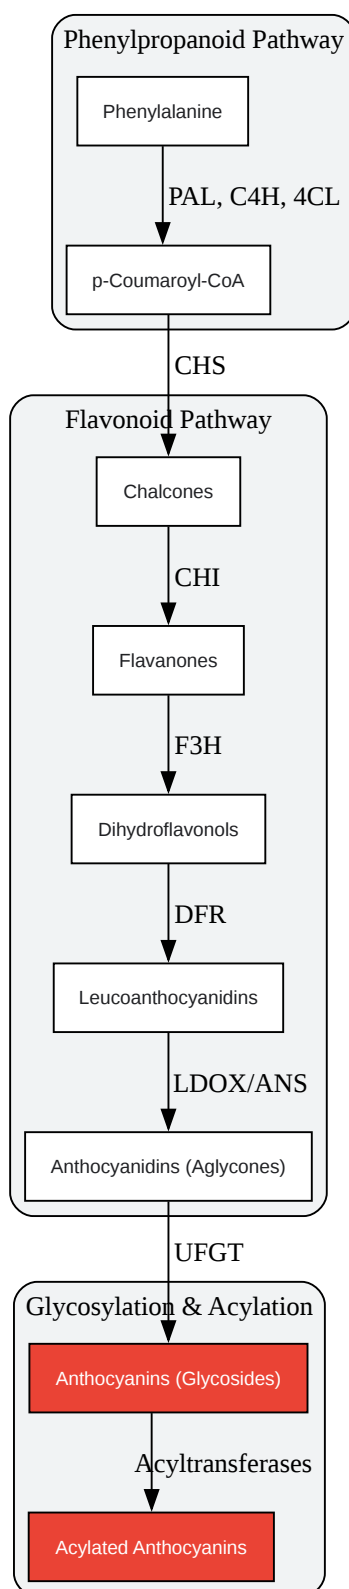 Phenylpropanoid Pathway
Phenylalanine
PAL, C4H, 4CL
p-Coumaroyl-CoA
CHS
Flavonoid Pathway
Chalcones
CHI
Flavanones
F3H
Dihydroflavonols
DFR
Leucoanthocyanidins
LDOX/ANS
Anthocyanidins (Aglycones)
UFGT
Glycosylation & Acylation
Anthocyanins (Glycosides)
Acyltransferases
Acylated Anthocyanins